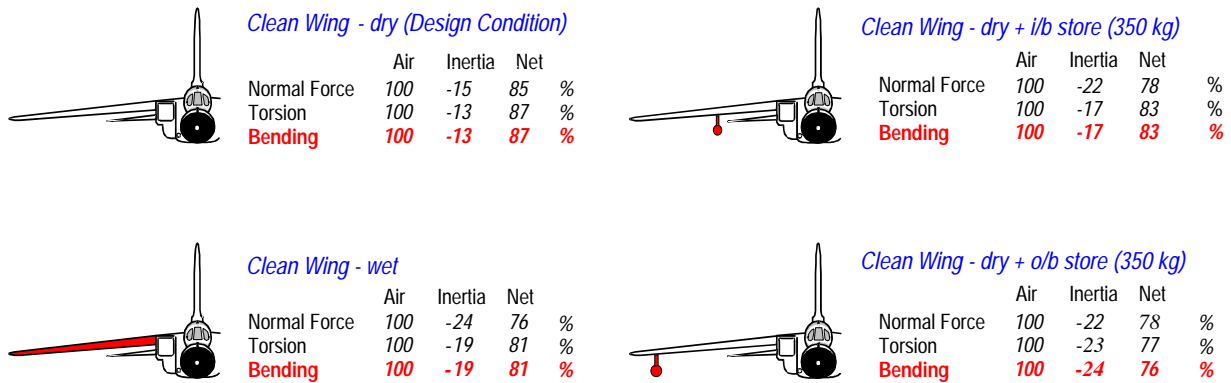 Clean Wing - dry (Design Condition)
Air Inertia Net
Normal Force 100 -15 85 %
Torsion 100 -13 87 %
Bending 100 -13 87 %
Clean Wing - dry + i/b store (350 kg)
Air Inertia Net
Normal Force 100 -22 78 %
Torsion 100 -17 83 %
Bending 100 -17 83 %
Clean Wing - wet
Air Inertia Net
Normal Force 100 -24 76 %
Torsion 100 -19 81 %
Bending 100 -19 81 %
Clean Wing - dry + o/b store (350 kg)
Air Inertia Net
Normal Force 100 -22 78 %
Torsion 100 -23 77 %
Bending 100 -24 76 %